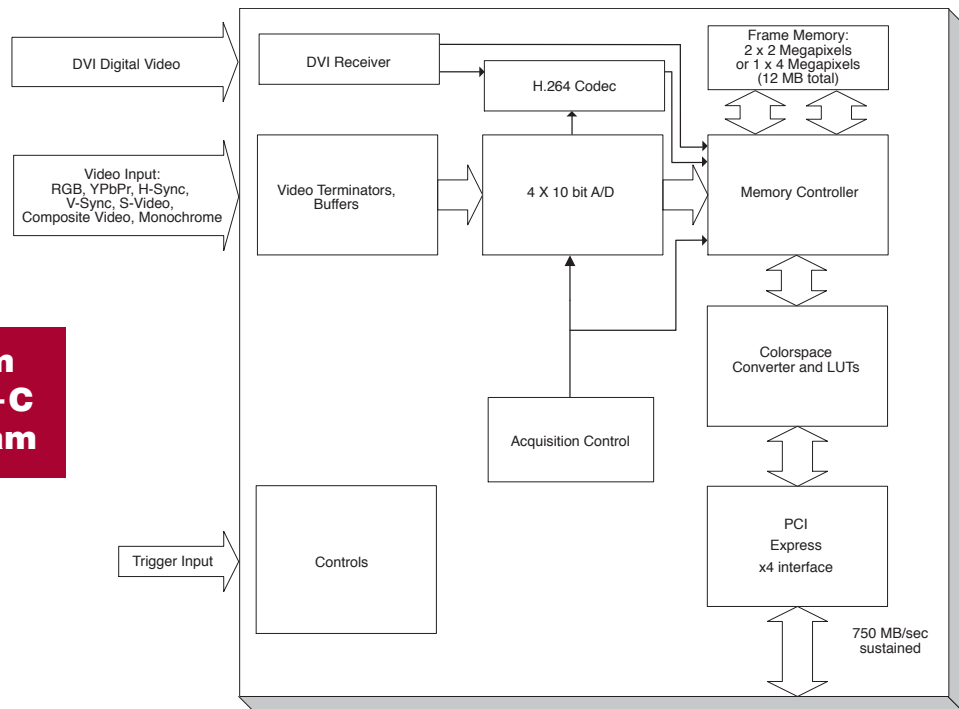 DVI Digital Video
DVI Receiver
H.264 Codec
Frame Memory:
2 x 2 Megapixels
or 1 x 4 Megapixels
(12 MB total)
Video Input:
RGB, YPbPr, H-Sync,
V-Sync, S-Video,
Composite Video, Monochrome
Video Terminators,
Buffers
4 X 10 bit A/D
Memory Controller
Colorspace
Converter and LUTs
Acquisition Control
Trigger Input
Controls
PCI
Express
x4 interface
750 MB/sec
sustained